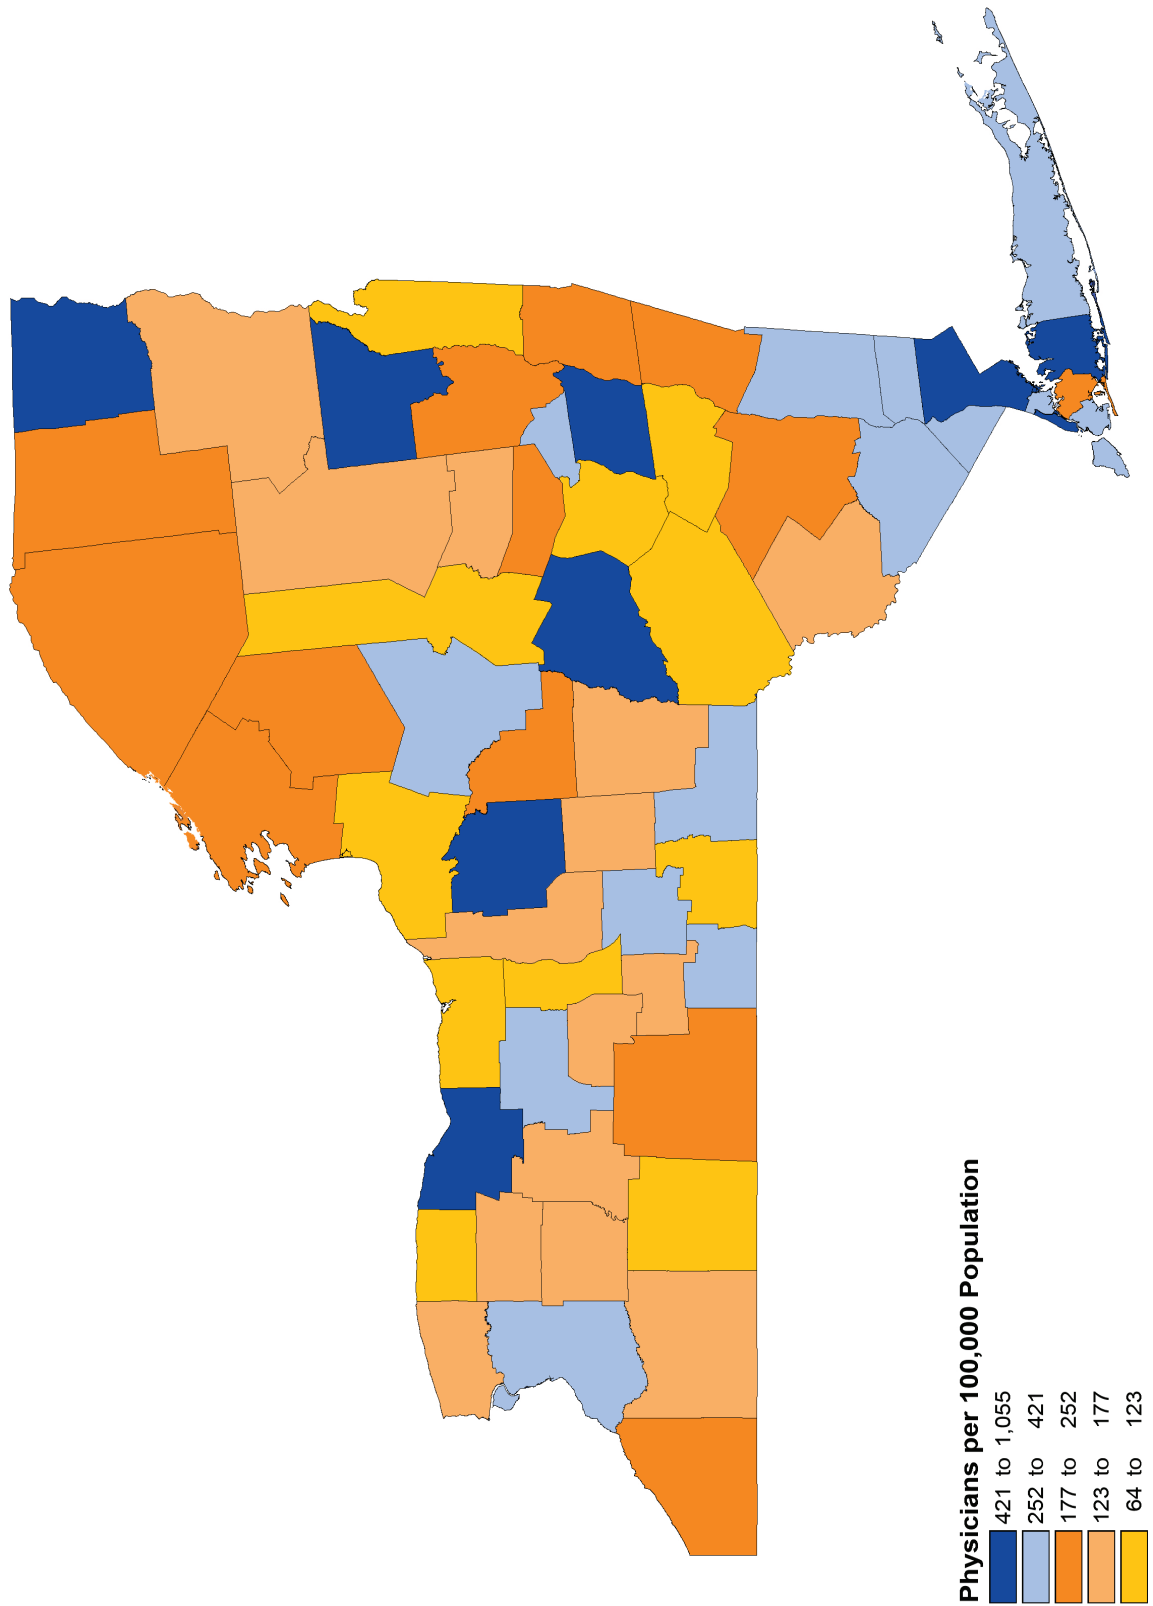 Physicians per 100,000 Population
421 to 1,055
252 to 421
177 to 252
123 to 177
64 to 123